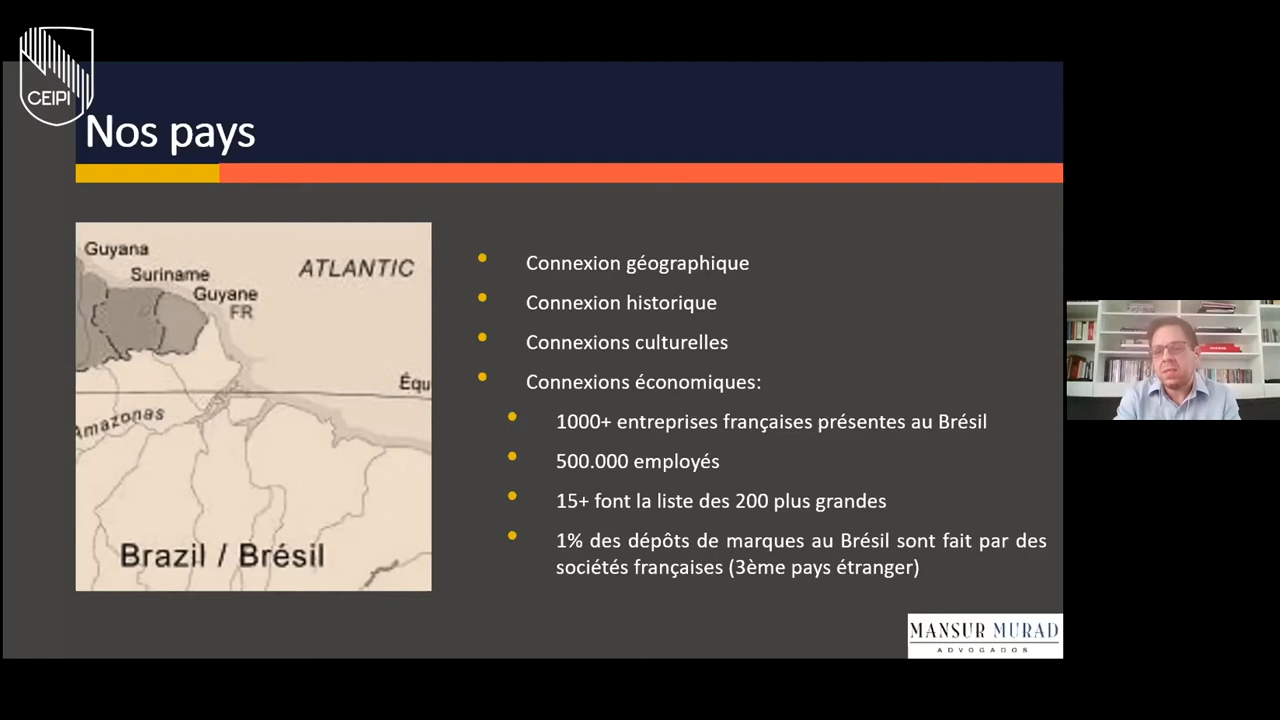 CEIPI
Nos pays
Guyana
Suriname
Guyane
FR
ATLANTIC
Équ
Amazonas
Brazil / Brésil
Connexion géographique
Connexion historique
Connexions culturelles
Connexions économiques:
1000+ entreprises françaises présentes au Brésil
500.000 employés
15+ font la liste des 200 plus grandes
1% des dépôts de marques au Brésil sont fait par des
sociétés françaises (3ème pays étranger)
MANSUR MURAD
ADVOGADOS